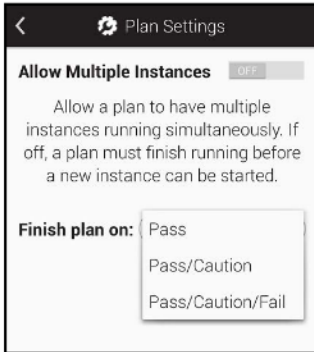 Plan Settings
Allow Multiple Instances OFF
Allow a plan to have multiple
instances running simultaneously. If
off, a plan must finish running before
a new instance can be started.
Finish plan on: Pass
Pass/Caution
Pass/Caution/Fail